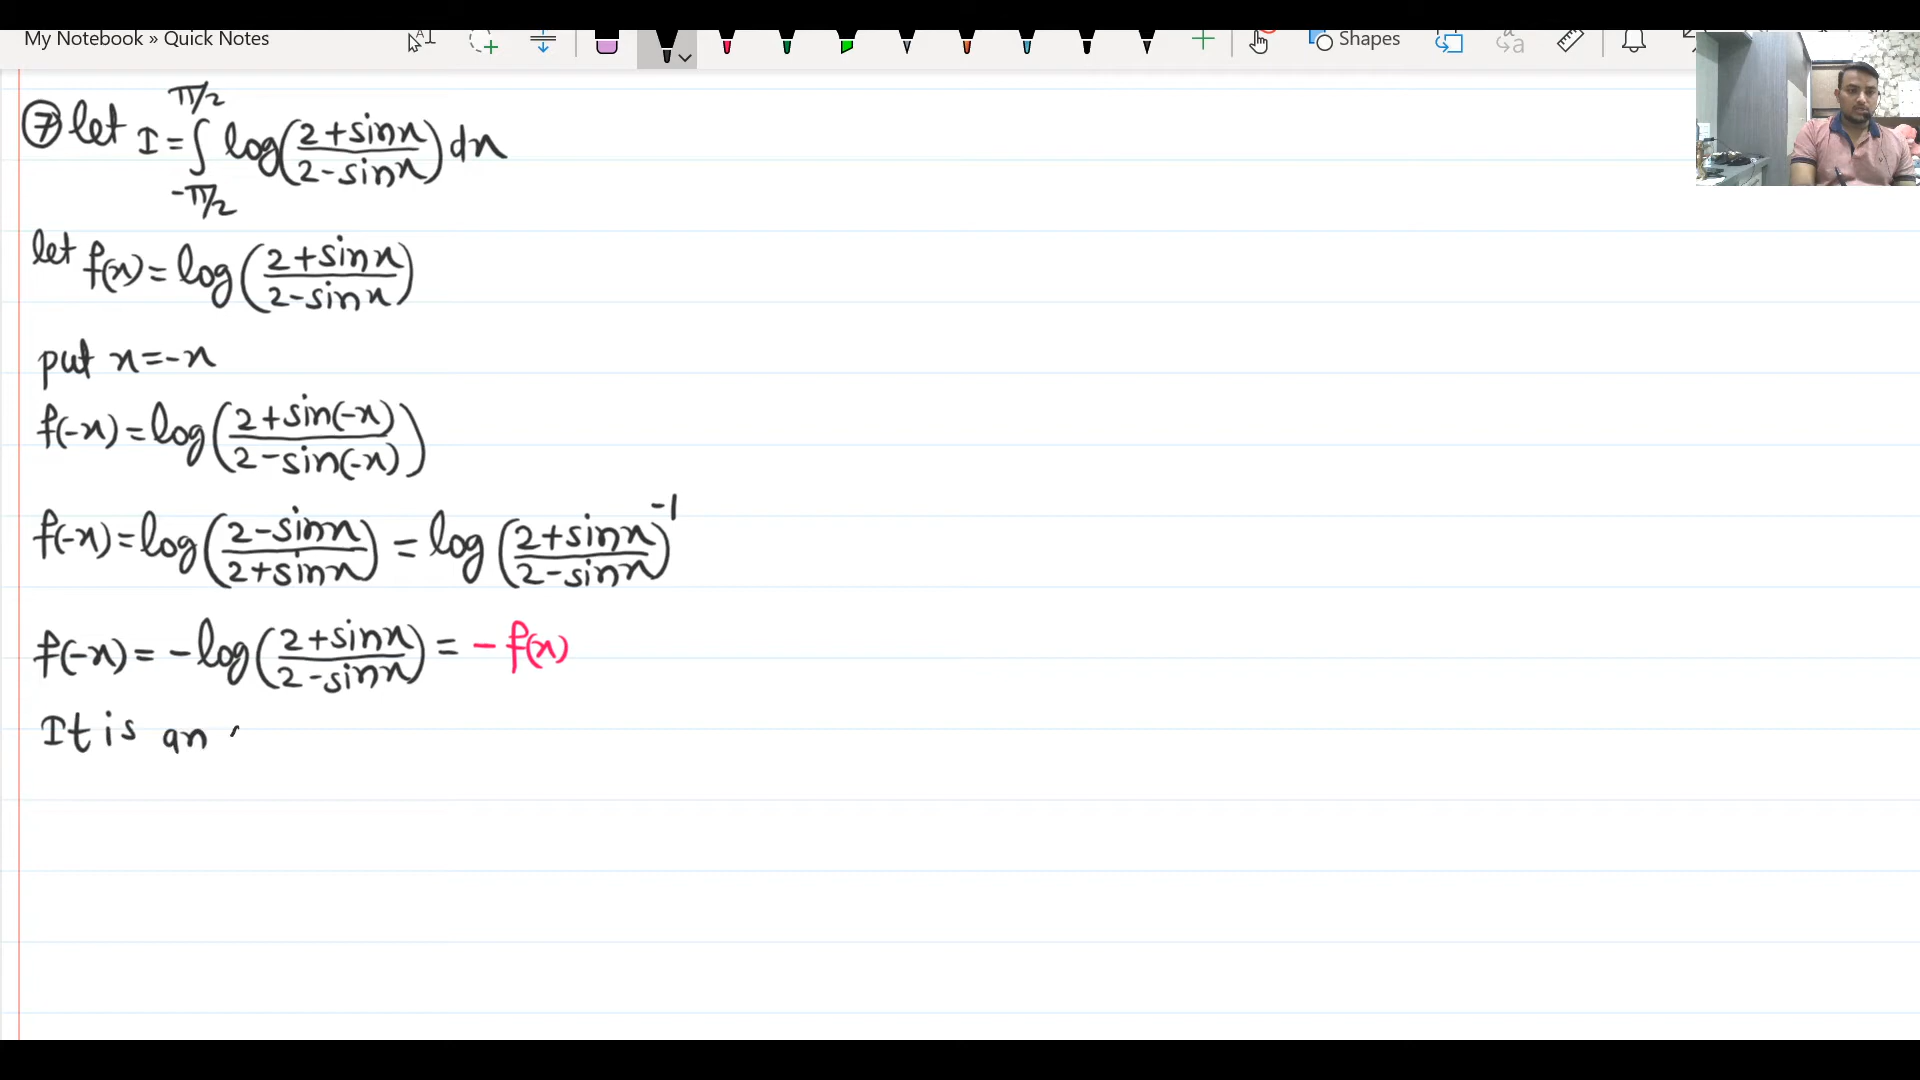 My Notebook » Quick Notes
Shapes
⑦ let I = ∫_{-π/2}^{π/2} log((2+sinx)/(2-sinx)) dx
let f(x) = log((2+sinx)/(2-sinx))
put x=-x
f(-x) = log((2+sin(-x))/(2-sin(-x)))
f(-x) = log((2-sinx)/(2+sinx)) = log((2+sinx)/(2-sinx))^{-1}
f(-x) = -log((2+sinx)/(2-sinx)) = -f(x)
It is an